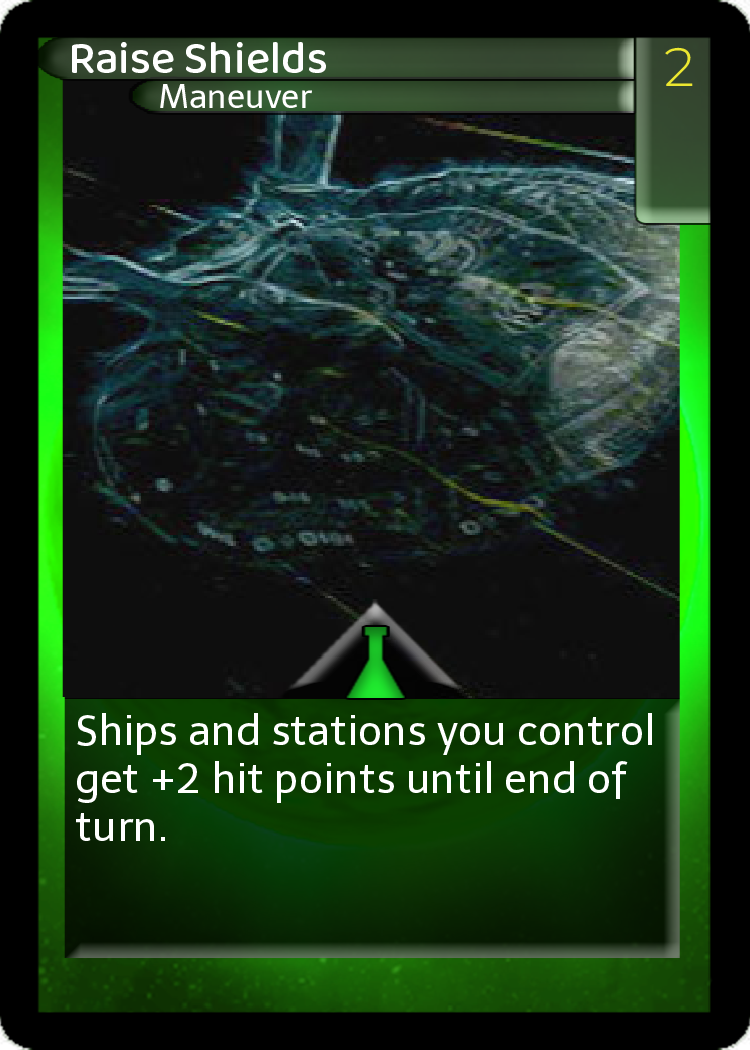 Raise Shields
2
Maneuver
Ships and stations you control
get +2 hit points until end of
turn.